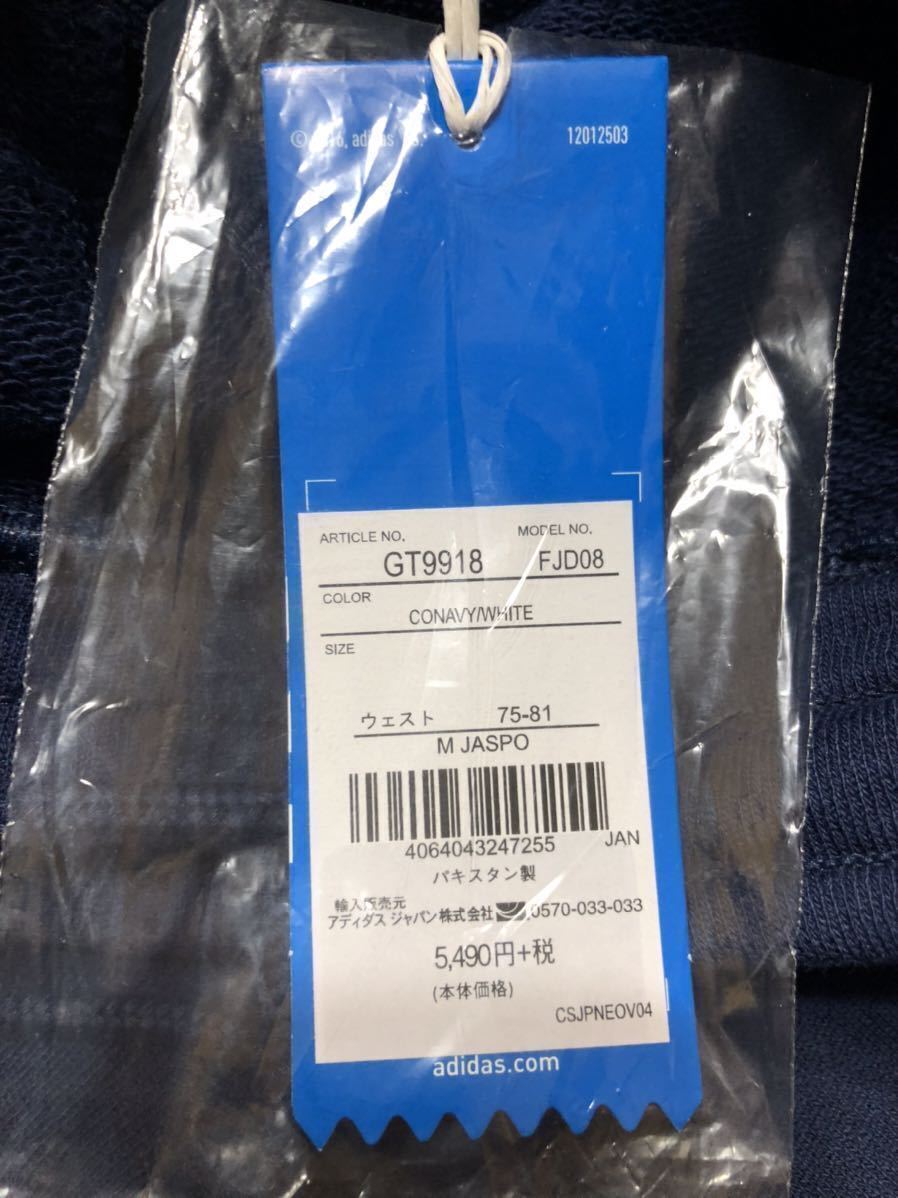 adidas
12012503
ARTICLE NO. MODEL NO.
GT9918 FJD08
COLOR
CONAVY/WHITE
SIZE
ウェスト 75-81
M JASPO
4064043247255 JAN
パキスタン製
輸入販売元
アディダス ジャパン株式会社 0570-033-033
5,490円+税
(本体価格)
CSJPNEOV04
adidas.com